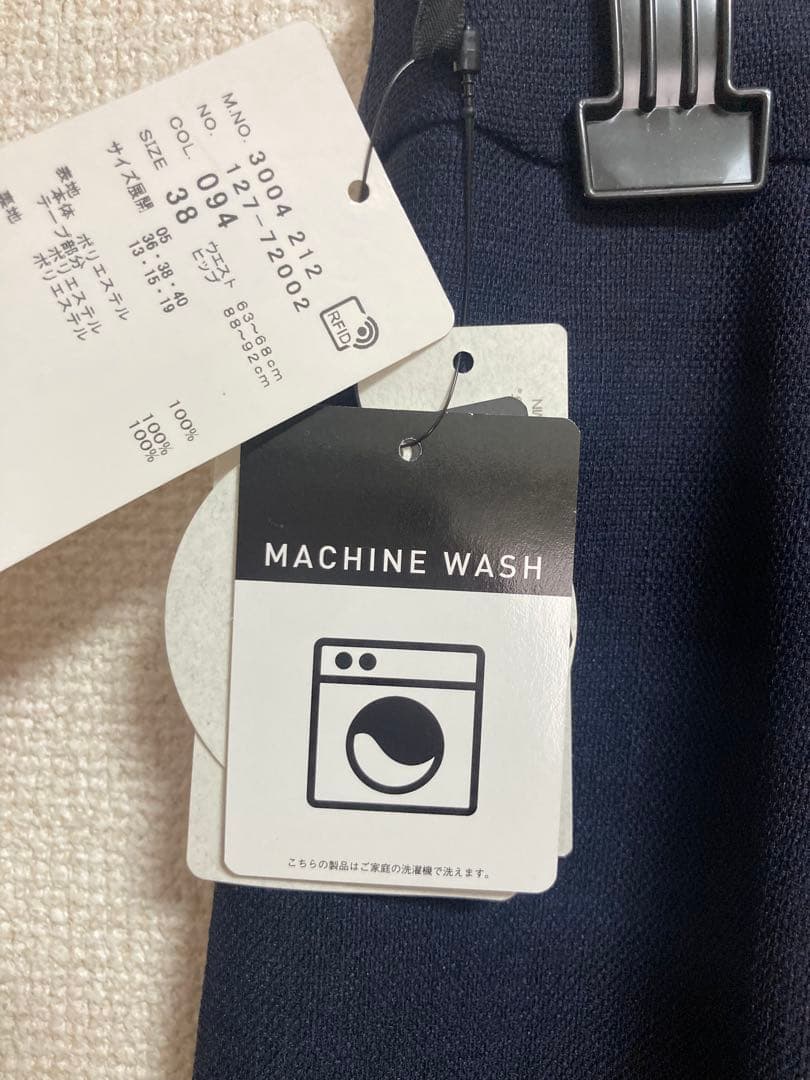 M.NO. 3004 212
NO. 127-72002
COL. 094
SIZE 38
ウエスト 63~68cm
ヒップ 88~92cm
サイズ展開 05
36・38・40
13・15・19
表地
本体 ポリエステル 100%
テープ部分
ポリエステル 100%
裏地 ポリエステル 100%
RFID
MACHINE WASH
こちらの製品はご家庭の洗濯機で洗えます。